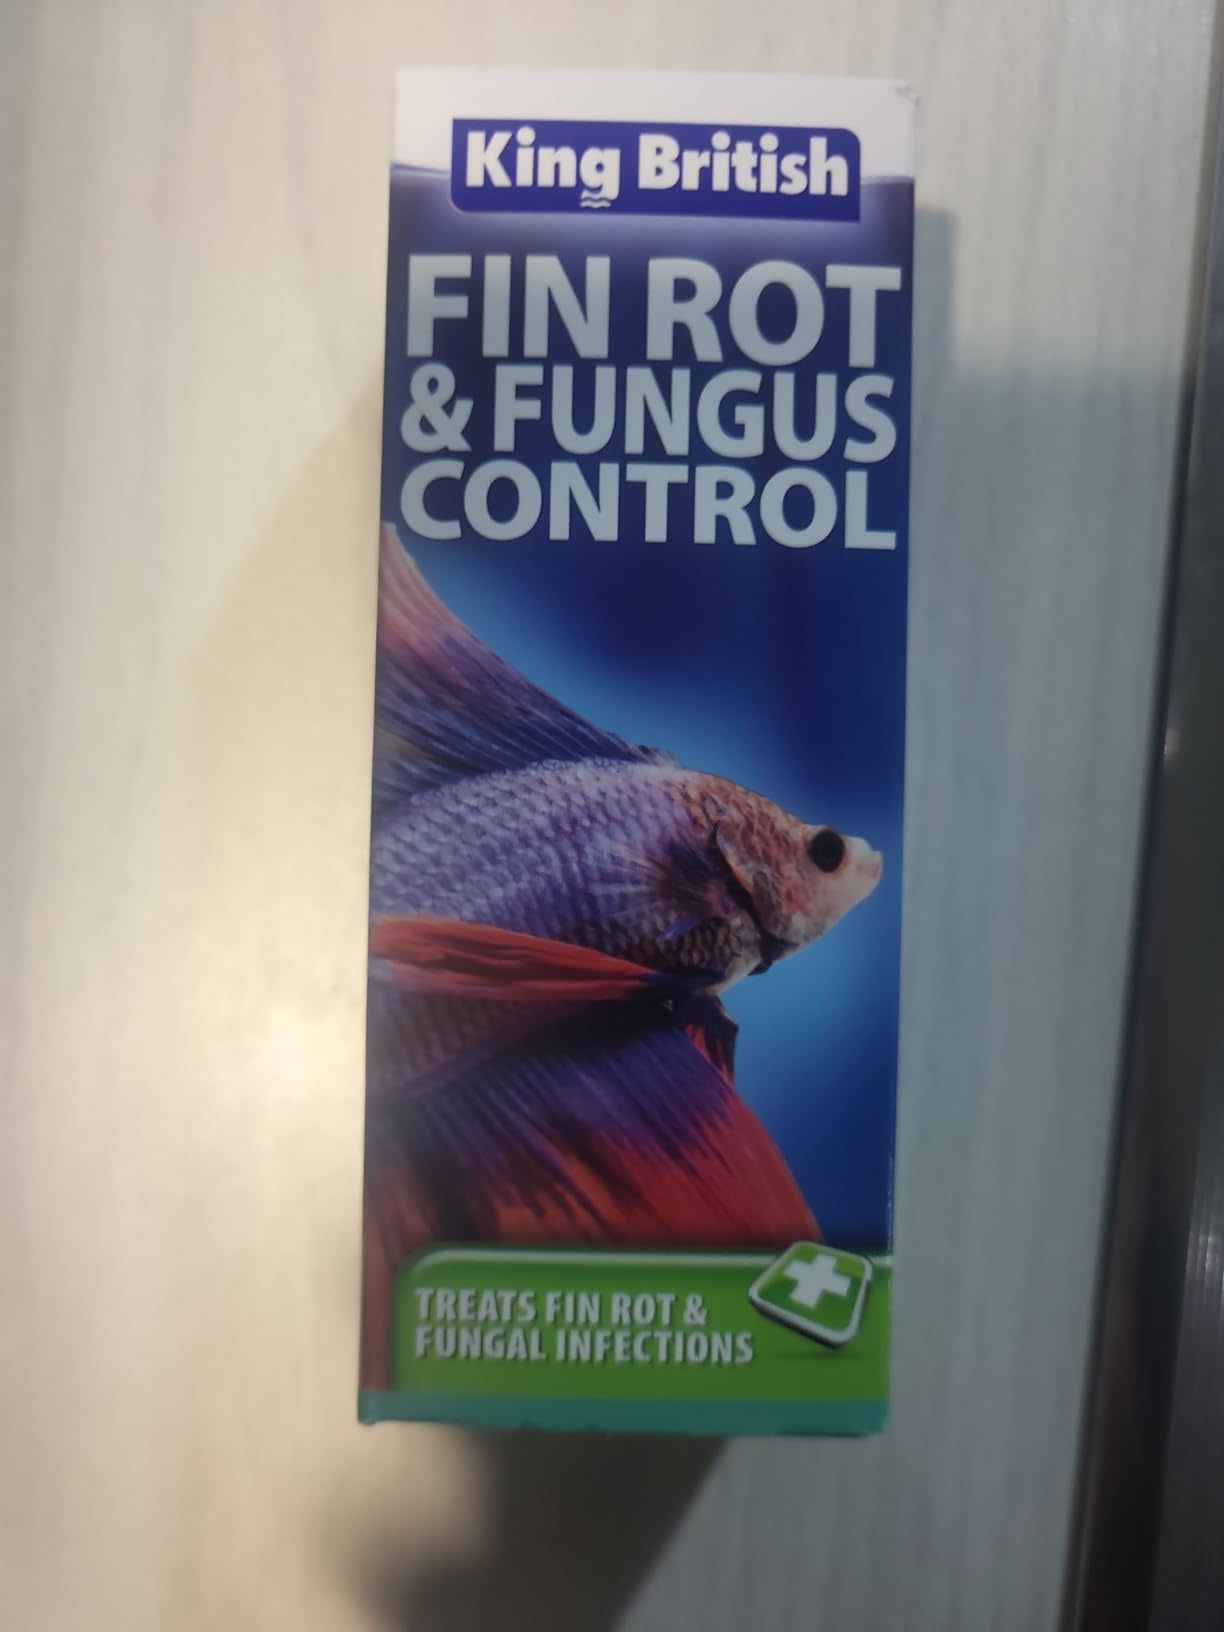 King British
FIN ROT
& FUNGUS
CONTROL
TREATS FIN ROT &
FUNGAL INFECTIONS